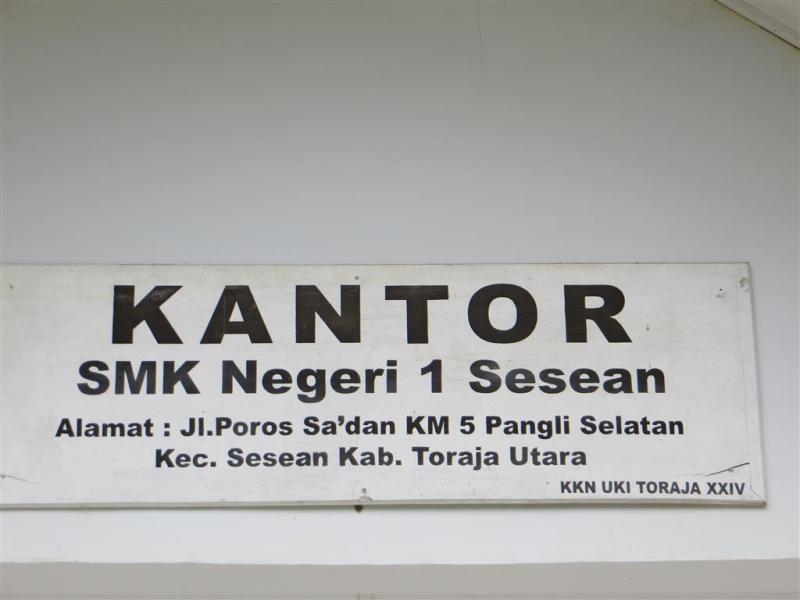 KANTOR
SMK Negeri 1 Sesean
Alamat : Jl.Poros Sa'dan KM 5 Pangli Selatan
Kec. Sesean Kab. Toraja Utara
KKN UKI TORAJA XXIV